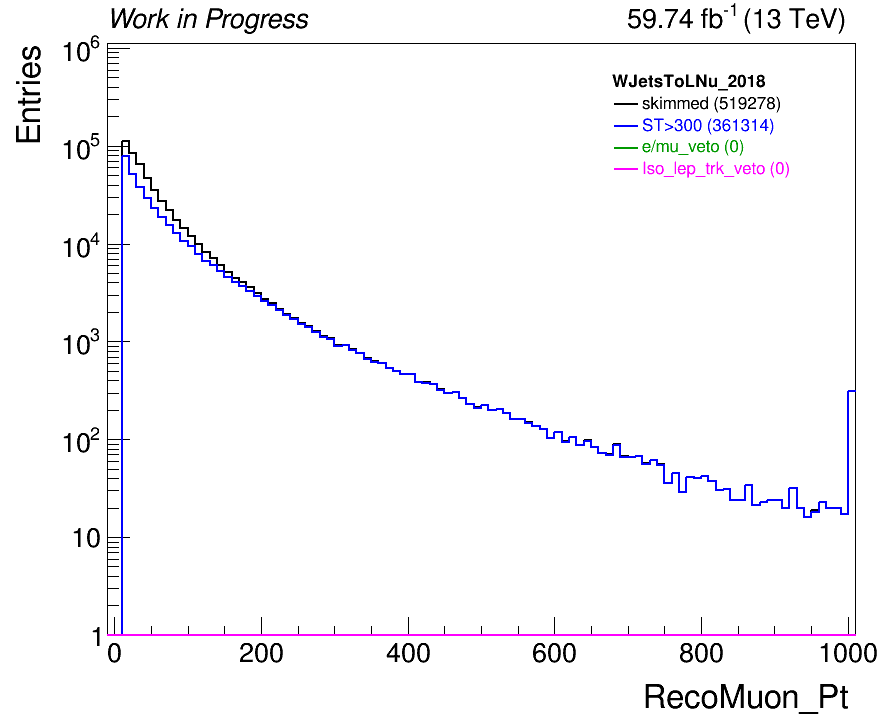 Work in Progress
59.74 fb-1 (13 TeV)
Entries
10^6
10^5
10^4
10^3
10^2
10
1
WJetsToLNu_2018
skimmed (519278)
ST>300 (361314)
e/mu_veto (0)
Iso_lep_trk_veto (0)
0 200 400 600 800 1000
RecoMuon_Pt